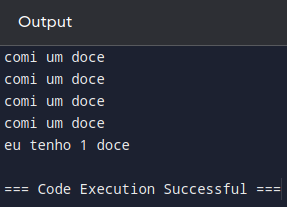 Output
comi um doce
comi um doce
comi um doce
comi um doce
eu tenho 1 doce
=== Code Execution Successful ===